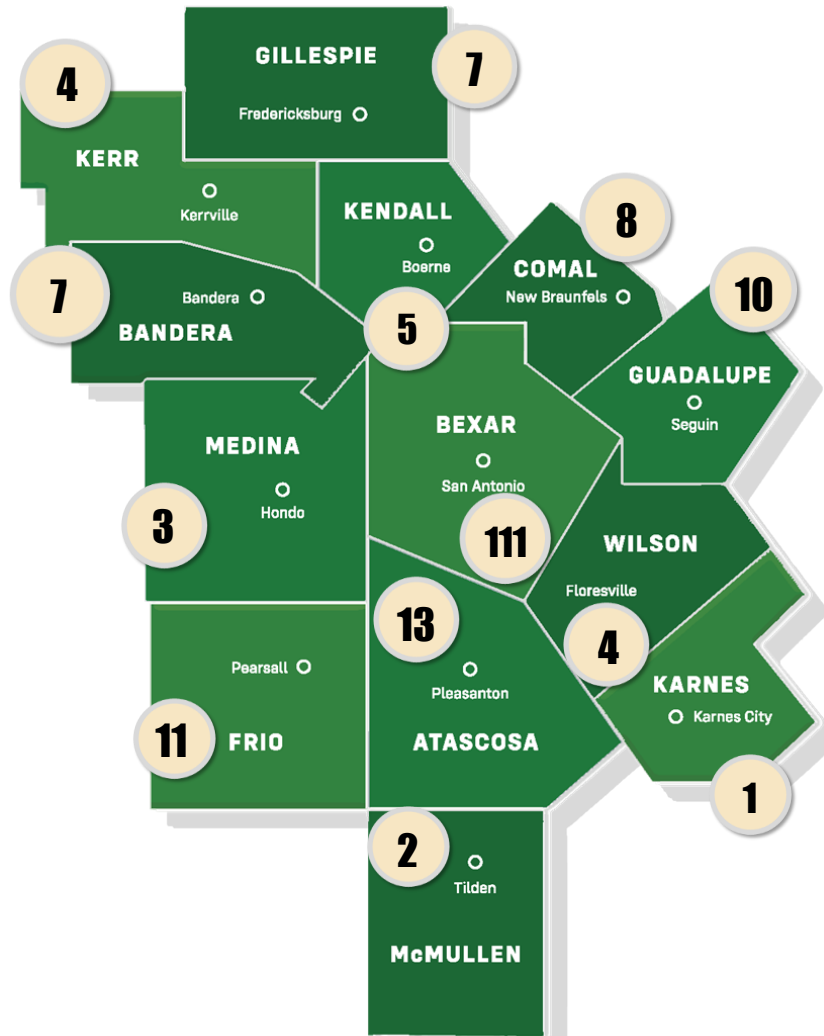 GILLESPIE
7
Fredericksburg
4
KERR
Kerrville
KENDALL
Boerne
8
COMAL
New Braunfels
7
Bandera
BANDERA
5
10
GUADALUPE
Seguin
BEXAR
San Antonio
111
MEDINA
Hondo
3
WILSON
Floresville
4
13
Pleasanton
ATASCOSA
Pearsall
11
FRIO
KARNES
Karnes City
1
2
Tilden
McMULLEN